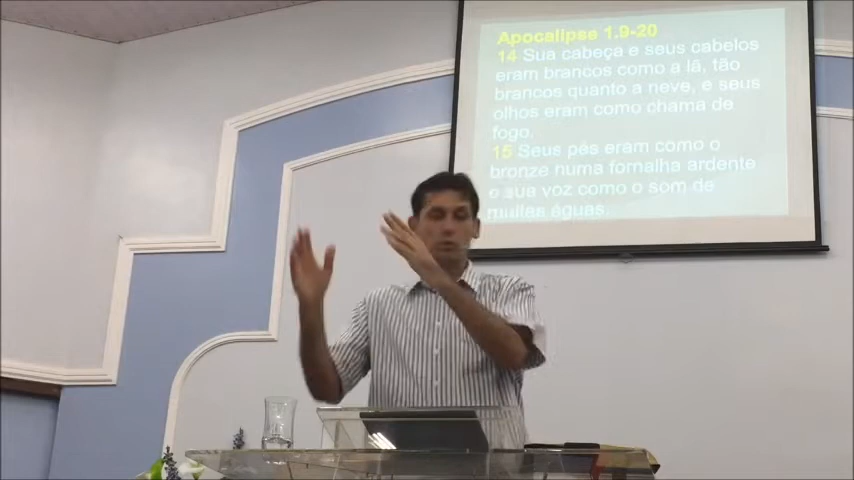 Apocalipse 1.9-20
14 Sua cabeça e seus cabelos
eram brancos como a lã, tão
brancos quanto a neve, e seus
olhos eram como chama de
fogo.
15 Seus pés eram como o
bronze numa fornalha ardente
e sua voz como o som de
muitas águas.